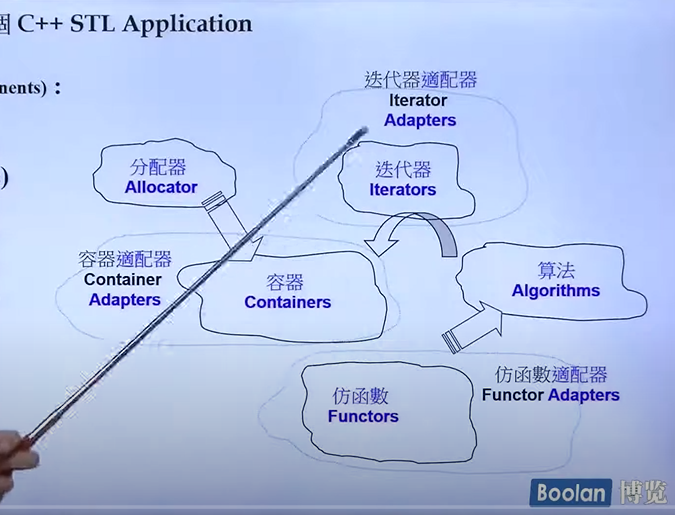 個 C++ STL Application
nents)：
)
迭代器適配器
Iterator
Adapters
分配器
Allocator
迭代器
Iterators
容器適配器
Container
Adapters
容器
Containers
算法
Algorithms
仿函數
Functors
仿函數適配器
Functor Adapters
Boolan 博览